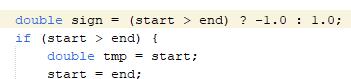 double sign = (start > end) ? -1.0 : 1.0;
if (start > end) {
double tmp = start;
start = end;